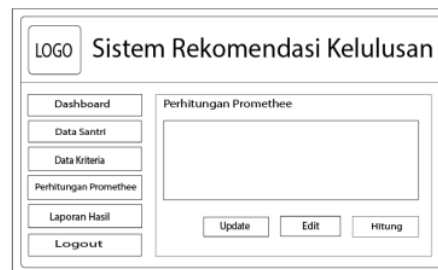 LOGO
Sistem Rekomendasi Kelulusan
Dashboard
Data Santri
Data Kriteria
Perhitungan Promethee
Laporan Hasil
Logout
Perhitungan Promethee
Update
Edit
Hitung